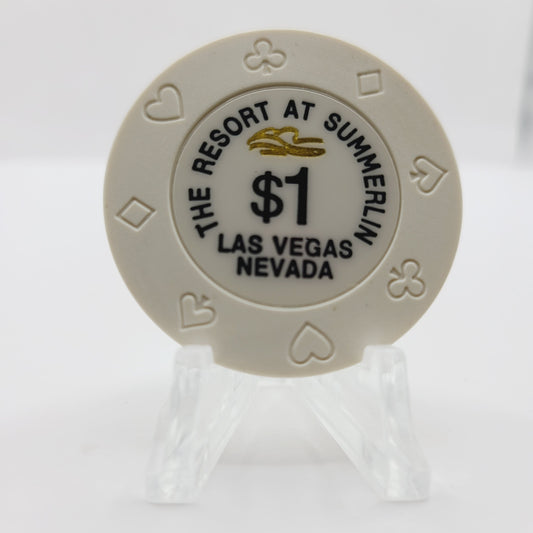 THE RESORT AT SUMMERLIN
$1
LAS VEGAS
NEVADA